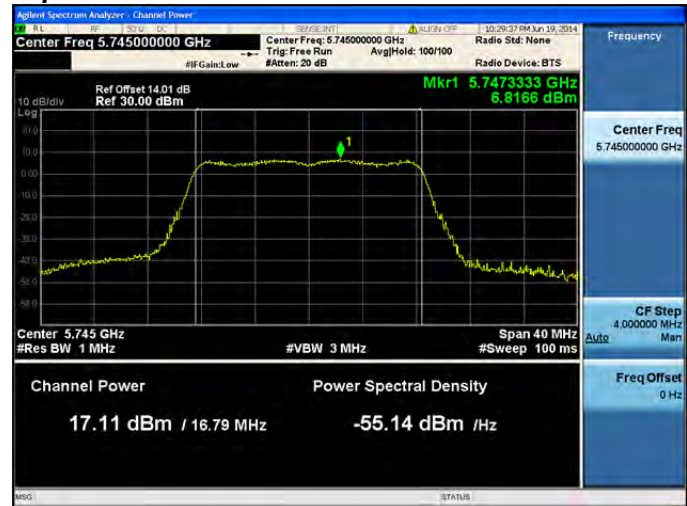 Agilent Spectrum Analyzer - Channel Power
RL RF 50 Ω DC SENSE:INT ALIGN OFF 10:29:37 PM Jun 19, 2014
Center Freq 5.745000000 GHz
Center Freq: 5.745000000 GHz
Radio Std: None
Trig: Free Run Avg|Hold: 100/100
#IFGain:Low
#Atten: 20 dB
Radio Device: BTS
Frequency
Mkr1 5.7473333 GHz
6.8166 dBm
Ref Offset 14.01 dB
10 dB/div Ref 30.00 dBm
Log
1
0.00
-10.0
Center Freq
5.745000000 GHz
Center 5.745 GHz
Span 40 MHz
#Res BW 1 MHz
#VBW 3 MHz
#Sweep 100 ms
CF Step
4.000000 MHz
Auto Man
Channel Power
Power Spectral Density
17.11 dBm / 16.79 MHz
-55.14 dBm /Hz
Freq Offset
0 Hz
MSG
STATUS